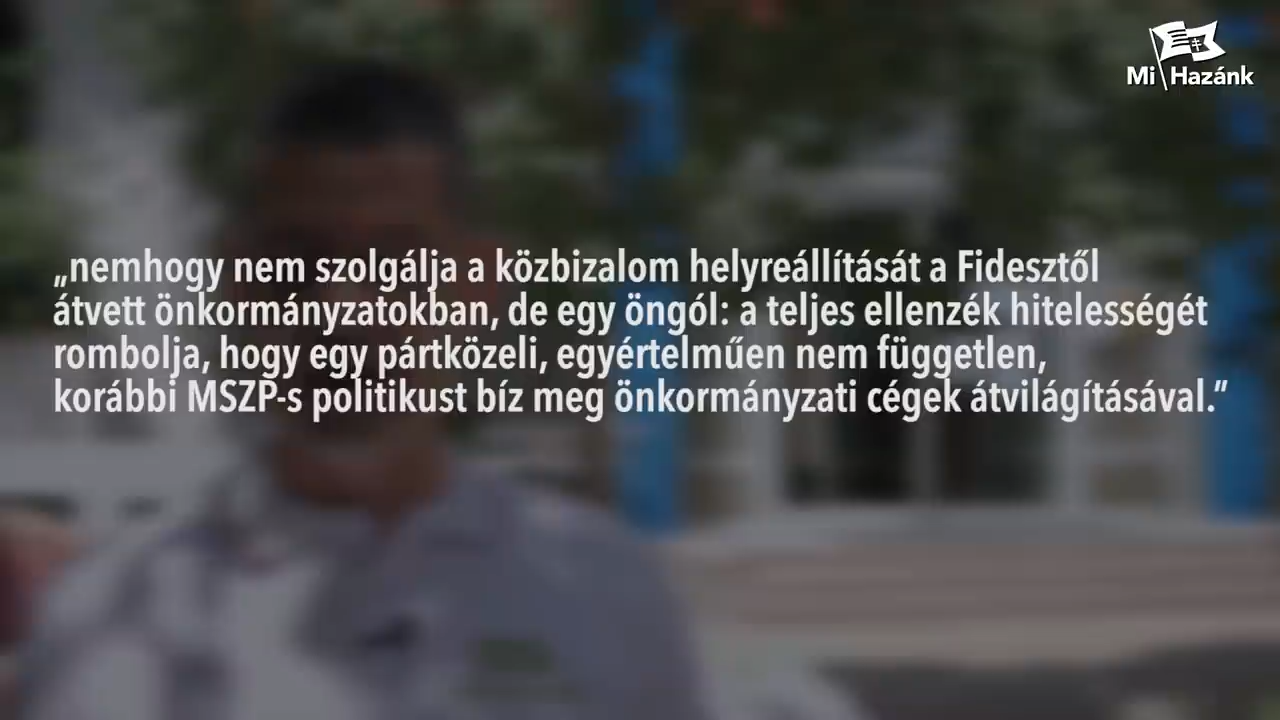 Mi Hazánk
„nemhogy nem szolgálja a közbizalom helyreállítását a Fidesztől
átvett önkormányzatokban, de egy öngól: a teljes ellenzék hitelességét
rombolja, hogy egy pártközeli, egyértelműen nem független,
korábbi MSZP-s politikust bíz meg önkormányzati cégek átvilágításával.”